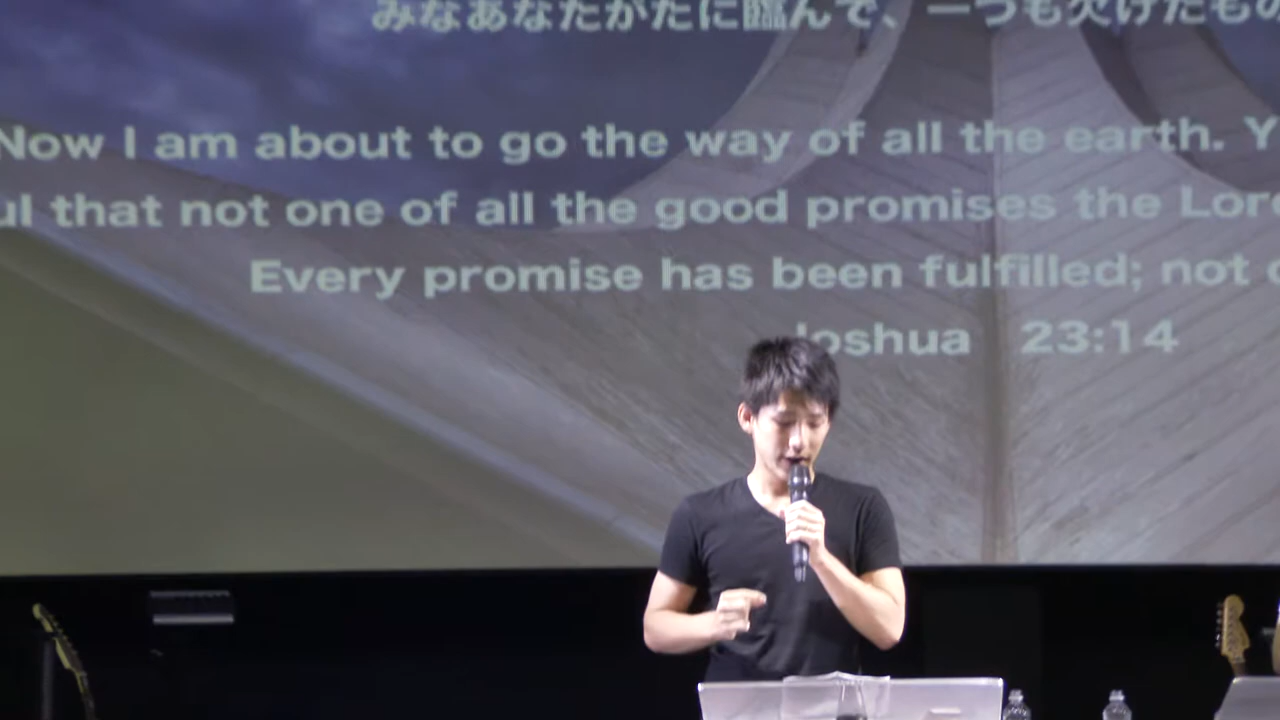 みなあなたがたに臨んで、一つも欠けたもの
Now I am about to go the way of all the earth. Y
ul that not one of all the good promises the Lord
Every promise has been fulfilled; not o
Joshua 23:14